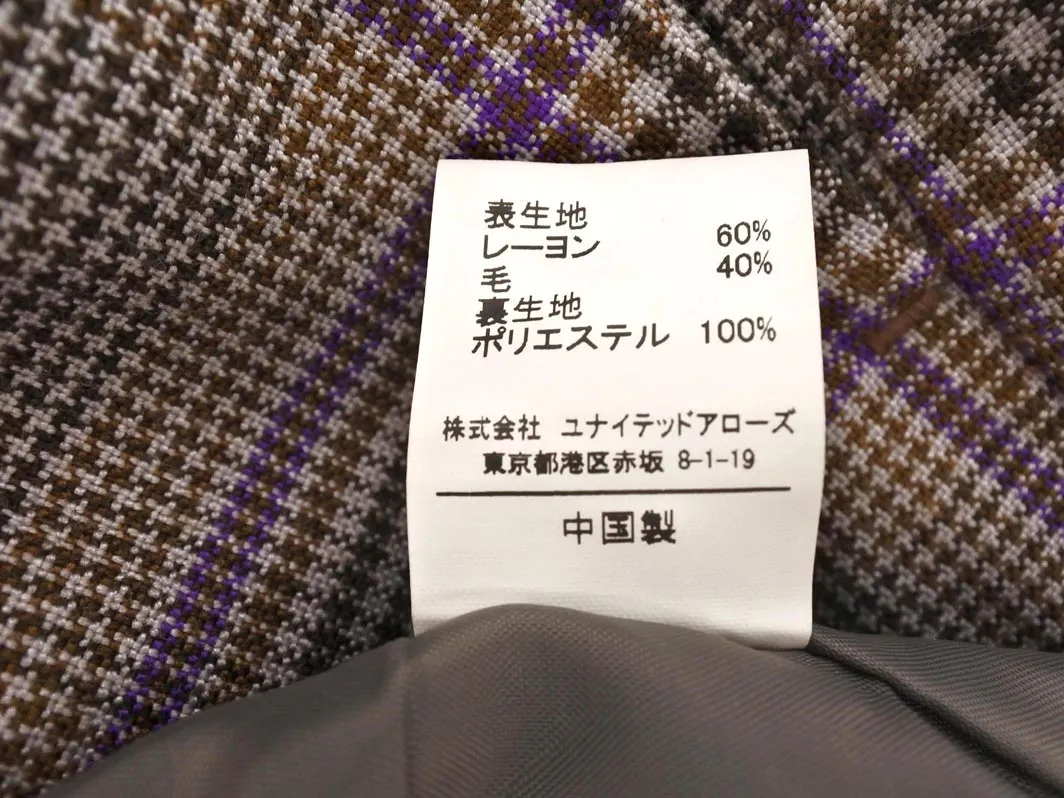 表生地
レーヨン 60%
毛 40%
裏生地
ポリエステル 100%
株式会社 ユナイテッドアローズ
東京都港区赤坂 8-1-19
中国製